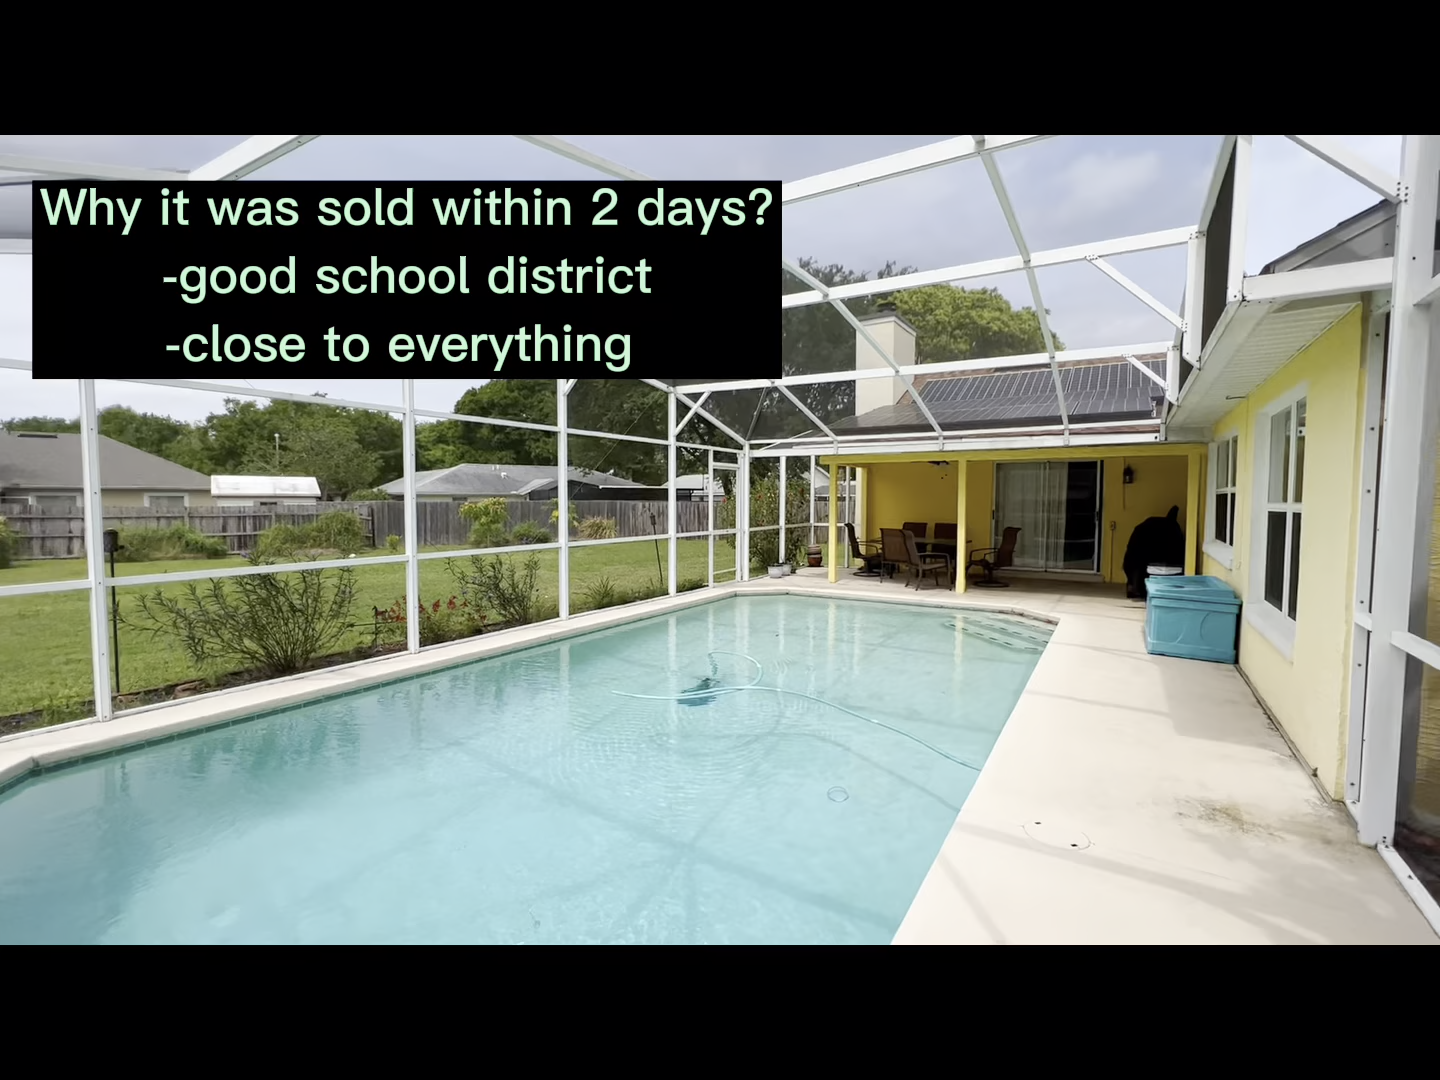 Why it was sold within 2 days?
-good school district
-close to everything